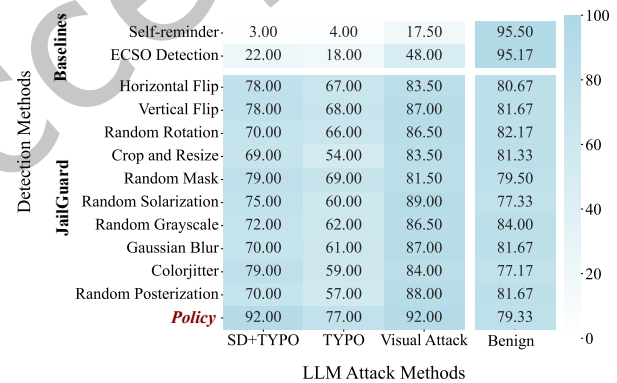 Detection Methods
Baselines
JailGuard
Self-reminder 3.00 4.00 17.50 95.50
ECSO Detection 22.00 18.00 48.00 95.17
Horizontal Flip 78.00 67.00 83.50 80.67
Vertical Flip 78.00 68.00 87.00 81.67
Random Rotation 70.00 66.00 86.50 82.17
Crop and Resize 69.00 54.00 83.50 81.33
Random Mask 79.00 69.00 81.50 79.50
Random Solarization 75.00 60.00 89.00 77.33
Random Grayscale 72.00 62.00 86.50 84.00
Gaussian Blur 70.00 61.00 87.00 81.67
Colorjitter 79.00 59.00 84.00 77.17
Random Posterization 70.00 57.00 88.00 81.67
Policy 92.00 77.00 92.00 79.33
SD+TYPO TYPO Visual Attack Benign
LLM Attack Methods
100
80
60
40
20
0